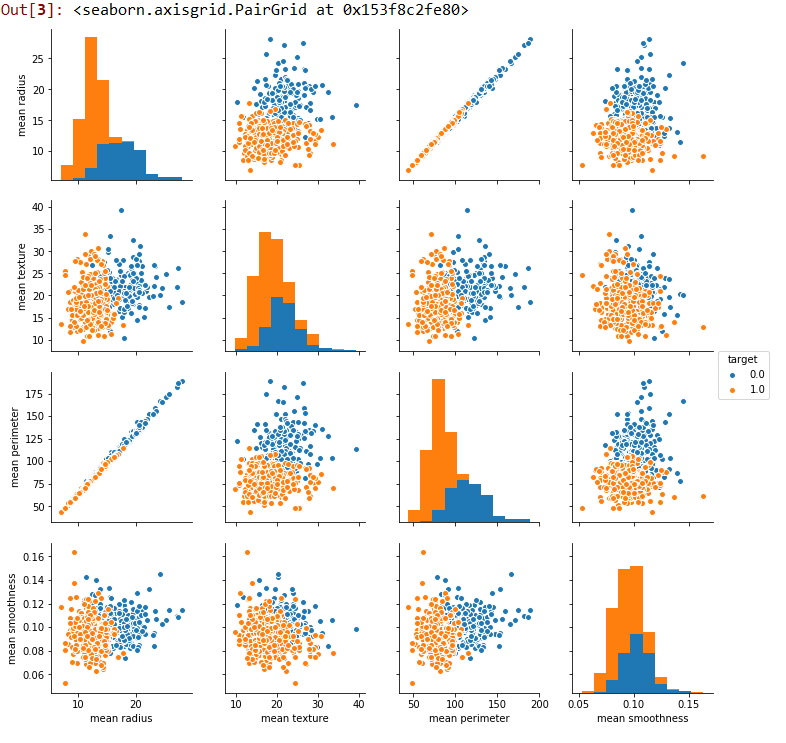 Out[3]: <seaborn.axisgrid.PairGrid at 0x153f8c2fe80>
25
20
15
10
mean radius
40
35
30
25
20
15
10
mean texture
target
0.0
1.0
175
150
125
100
75
50
mean perimeter
0.16
0.14
0.12
0.10
0.08
0.06
mean smoothness
10 20
10 20 30 40
50 100 150 200
0.05 0.10 0.15
mean radius
mean texture
mean perimeter
mean smoothness